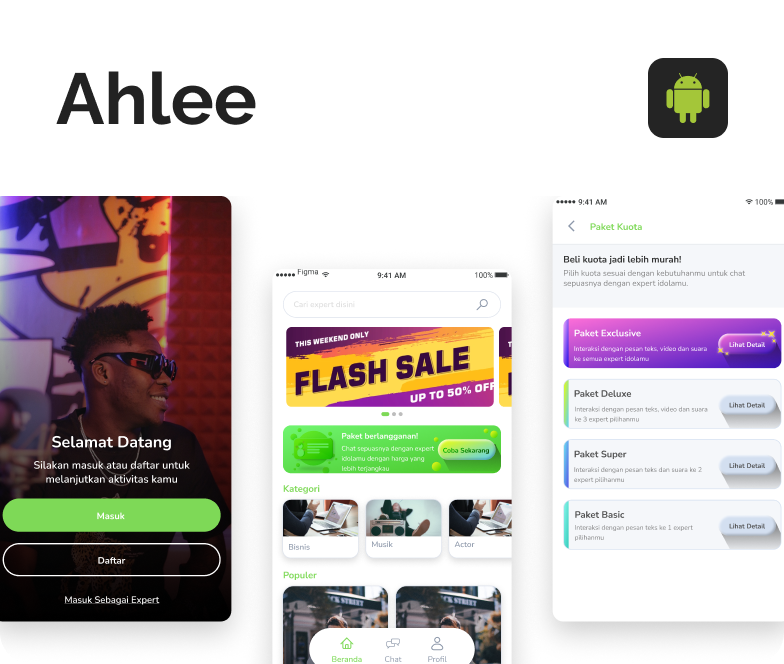 Ahlee
Selamat Datang
Silakan masuk atau daftar untuk
melanjutkan aktivitas kamu
Masuk
Daftar
Masuk Sebagai Expert
Figma
9:41 AM
100%
Cari expert disini
THIS WEEKEND ONLY
FLASH SALE
UP TO 50% OFF
Paket berlangganan!
Chat sepuasnya dengan expert
idolamu dengan harga yang
lebih terjangkau
Coba Sekarang
Kategori
Bisnis
Musik
Actor
Populer
CK STREET
CK STREET
Beranda
Chat
Profil
9:41 AM
100%
Paket Kuota
Beli kuota jadi lebih murah!
Pilih kuota sesuai dengan kebutuhanmu untuk chat
sepuasnya dengan expert idolamu.
Paket Exclusive
Interaksi dengan pesan teks, video dan suara
ke semua expert idolamu
Lihat Detail
Paket Deluxe
Interaksi dengan pesan teks, video dan suara
ke 3 expert pilihanmu
Lihat Detail
Paket Super
Interaksi dengan pesan teks dan suara ke 2
expert pilihanmu
Lihat Detail
Paket Basic
Interaksi dengan pesan teks ke 1 expert
pilihanmu
Lihat Detail